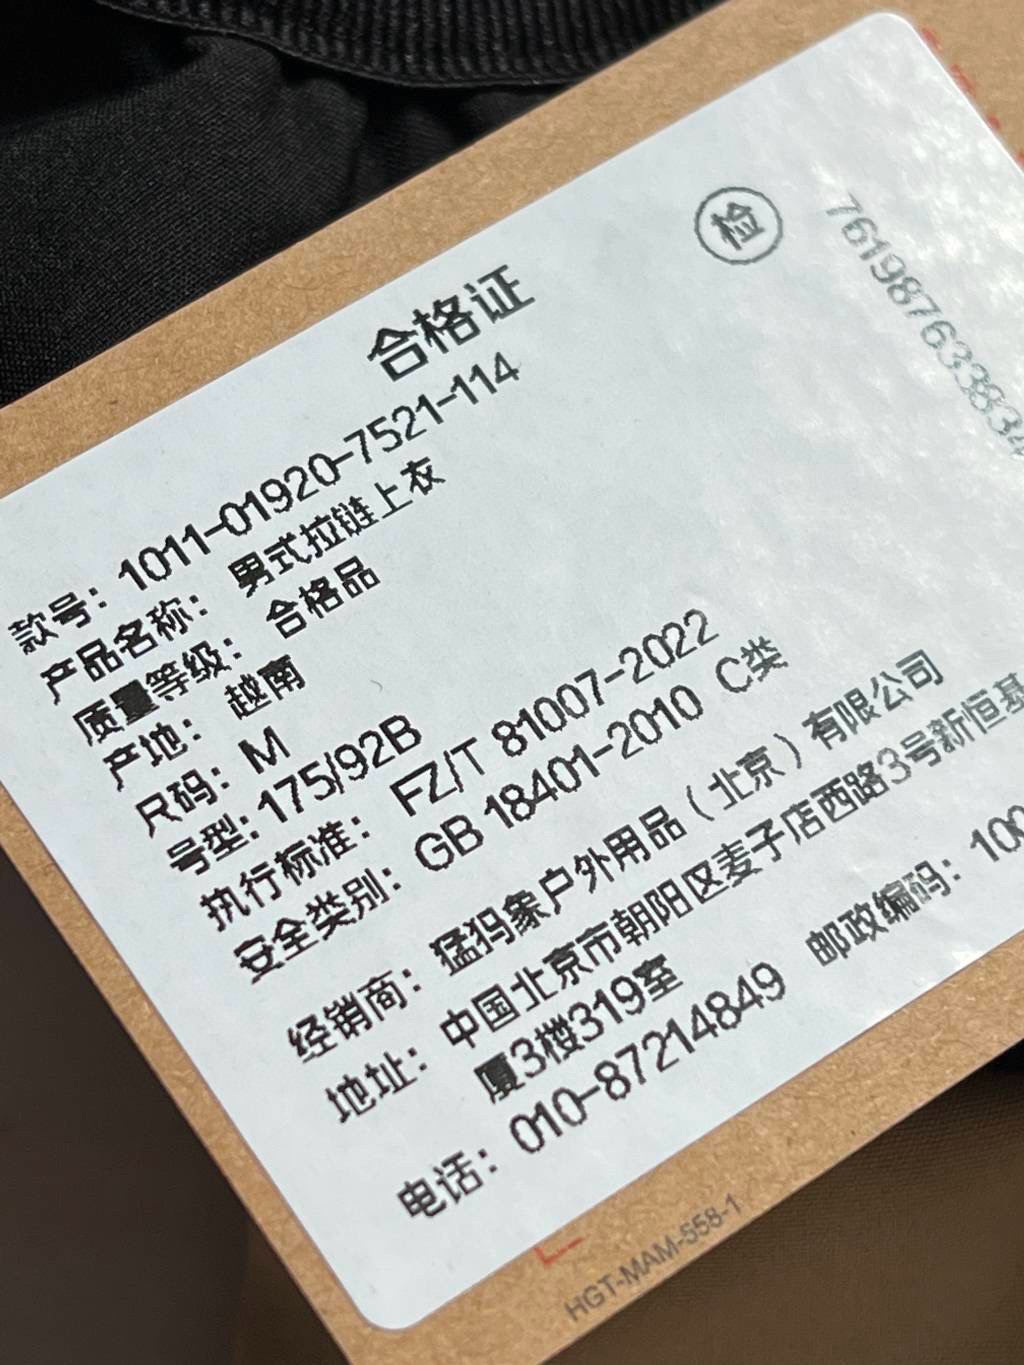 检
7619876338834
合格证
款号：1011-01920-7521-114
产品名称：男式拉链上衣
质量等级：合格品
产地：越南
尺码：M
号型：175/92B
执行标准：FZ/T 81007-2022
安全类别：GB 18401-2010 C类
经销商：猛犸象户外用品（北京）有限公司
地址：中国北京市朝阳区麦子店西路3号新恒基
厦3楼319室
邮政编码：100
电话：010-87214849
HGT-MAM-558-1